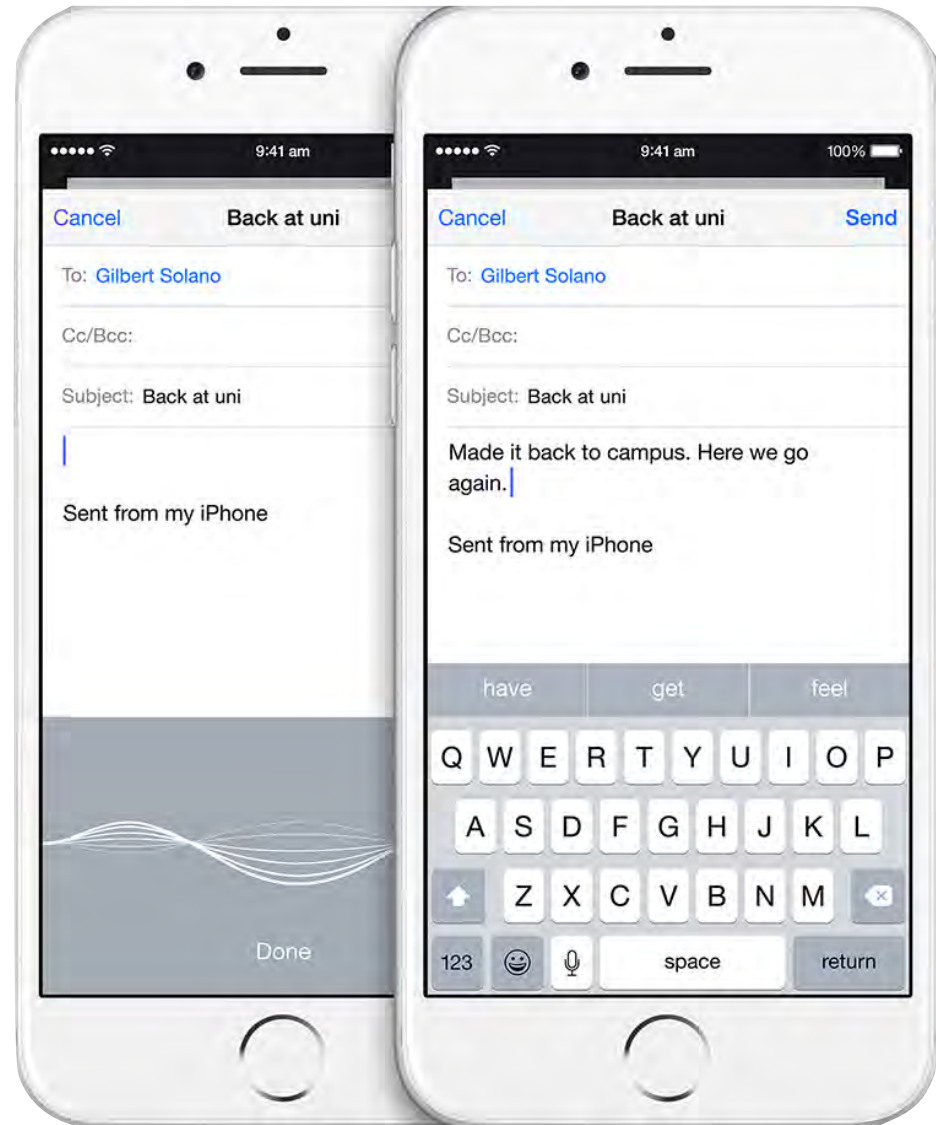 9:41 am
Cancel Back at uni
To: Gilbert Solano
Cc/Bcc:
Subject: Back at uni
Sent from my iPhone
Done
9:41 am 100%
Cancel Back at uni Send
To: Gilbert Solano
Cc/Bcc:
Subject: Back at uni
Made it back to campus. Here we go
again.
Sent from my iPhone
have get feel
Q W E R T Y U I O P
A S D F G H J K L
Z X C V B N M
123 space return